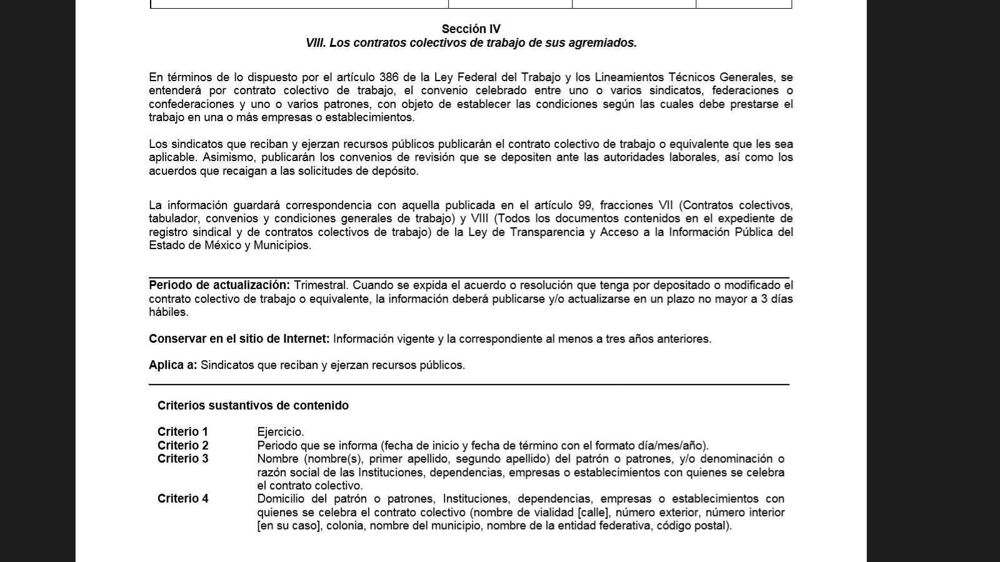 Sección IV
VIII. Los contratos colectivos de trabajo de sus agremiados.
En términos de lo dispuesto por el artículo 386 de la Ley Federal del Trabajo y los Lineamientos Técnicos Generales, se
entenderá por contrato colectivo de trabajo, el convenio celebrado entre uno o varios sindicatos, federaciones o
confederaciones y uno o varios patrones, con objeto de establecer las condiciones según las cuales debe prestarse el
trabajo en una o más empresas o establecimientos.
Los sindicatos que reciban y ejerzan recursos públicos publicarán el contrato colectivo de trabajo o equivalente que les sea
aplicable. Asimismo, publicarán los convenios de revisión que se depositen ante las autoridades laborales, así como los
acuerdos que recaigan a las solicitudes de depósito.
La información guardará correspondencia con aquella publicada en el artículo 99, fracciones VII (Contratos colectivos,
tabulador, convenios y condiciones generales de trabajo) y VIII (Todos los documentos contenidos en el expediente de
registro sindical y de contratos colectivos de trabajo) de la Ley de Transparencia y Acceso a la Información Pública del
Estado de México y Municipios.
Periodo de actualización: Trimestral. Cuando se expida el acuerdo o resolución que tenga por depositado o modificado el
contrato colectivo de trabajo o equivalente, la información deberá publicarse y/o actualizarse en un plazo no mayor a 3 días
hábiles.
Conservar en el sitio de Internet: Información vigente y la correspondiente al menos a tres años anteriores.
Aplica a: Sindicatos que reciban y ejerzan recursos públicos.
Criterios sustantivos de contenido
Criterio 1 Ejercicio.
Criterio 2 Periodo que se informa (fecha de inicio y fecha de término con el formato día/mes/año).
Criterio 3 Nombre (nombre(s), primer apellido, segundo apellido) del patrón o patrones, y/o denominación o
razón social de las Instituciones, dependencias, empresas o establecimientos con quienes se celebra
el contrato colectivo.
Criterio 4 Domicilio del patrón o patrones, Instituciones, dependencias, empresas o establecimientos con
quienes se celebra el contrato colectivo (nombre de vialidad [calle], número exterior, número interior
[en su caso], colonia, nombre del municipio, nombre de la entidad federativa, código postal).